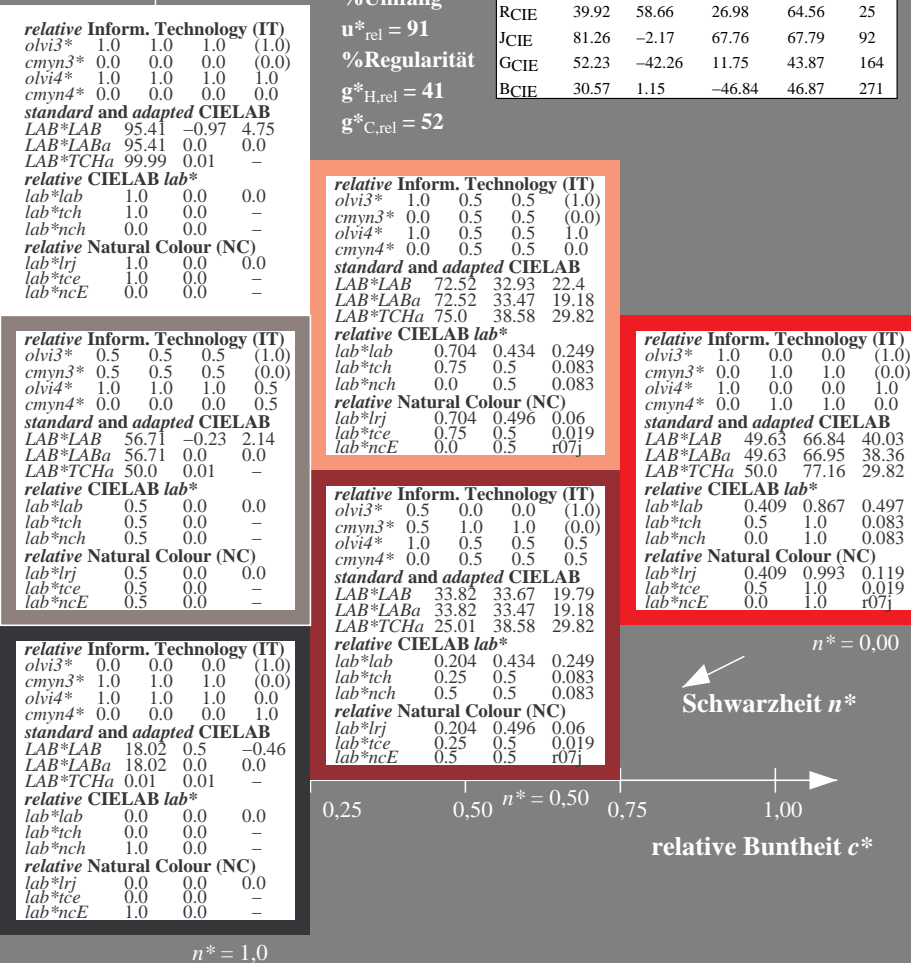 %Umfang
u*rel = 91
%Regularität
g*H,rel = 41
g*C,rel = 52
RCIE 39.92 58.66 26.98 64.56 25
JCIE 81.26 −2.17 67.76 67.79 92
GCIE 52.23 −42.26 11.75 43.87 164
BCIE 30.57 1.15 −46.84 46.87 271
relative Inform. Technology (IT)
olvi3* 1.0 1.0 1.0 (1.0)
cmyn3* 0.0 0.0 0.0 (0.0)
olvi4* 1.0 1.0 1.0 1.0
cmyn4* 0.0 0.0 0.0 0.0
standard and adapted CIELAB
LAB*LAB 95.41 −0.97 4.75
LAB*LABa 95.41 0.0 0.0
LAB*TCHa 99.99 0.01 –
relative CIELAB lab*
lab*lab 1.0 0.0 0.0
lab*tch 1.0 0.0 –
lab*nch 0.0 0.0 –
relative Natural Colour (NC)
lab*lrj 1.0 0.0 0.0
lab*tce 1.0 0.0 –
lab*ncE 0.0 0.0 –
relative Inform. Technology (IT)
olvi3* 1.0 0.5 0.5 (1.0)
cmyn3* 0.0 0.5 0.5 (0.0)
olvi4* 1.0 0.5 0.5 1.0
cmyn4* 0.0 0.5 0.5 0.0
standard and adapted CIELAB
LAB*LAB 72.52 32.93 22.4
LAB*LABa 72.52 33.47 19.18
LAB*TCHa 75.0 38.58 29.82
relative CIELAB lab*
lab*lab 0.704 0.434 0.249
lab*tch 0.75 0.5 0.083
lab*nch 0.0 0.5 0.083
relative Natural Colour (NC)
lab*lrj 0.704 0.496 0.06
lab*tce 0.75 0.5 0.019
lab*ncE 0.0 0.5 r07j
relative Inform. Technology (IT)
olvi3* 0.5 0.5 0.5 (1.0)
cmyn3* 0.5 0.5 0.5 (0.0)
olvi4* 1.0 1.0 1.0 0.5
cmyn4* 0.0 0.0 0.0 0.5
standard and adapted CIELAB
LAB*LAB 56.71 −0.23 2.14
LAB*LABa 56.71 0.0 0.0
LAB*TCHa 50.0 0.01 –
relative CIELAB lab*
lab*lab 0.5 0.0 0.0
lab*tch 0.5 0.0 –
lab*nch 0.5 0.0 –
relative Natural Colour (NC)
lab*lrj 0.5 0.0 0.0
lab*tce 0.5 0.0 –
lab*ncE 0.5 0.0 –
relative Inform. Technology (IT)
olvi3* 1.0 0.0 0.0 (1.0)
cmyn3* 0.0 1.0 1.0 (0.0)
olvi4* 1.0 0.0 0.0 1.0
cmyn4* 0.0 1.0 1.0 0.0
standard and adapted CIELAB
LAB*LAB 49.63 66.84 40.03
LAB*LABa 49.63 66.95 38.36
LAB*TCHa 50.0 77.16 29.82
relative CIELAB lab*
lab*lab 0.409 0.867 0.497
lab*tch 0.5 1.0 0.083
lab*nch 0.0 1.0 0.083
relative Natural Colour (NC)
lab*lrj 0.409 0.993 0.119
lab*tce 0.5 1.0 0.019
lab*ncE 0.0 1.0 r07j
relative Inform. Technology (IT)
olvi3* 0.5 0.0 0.0 (1.0)
cmyn3* 0.5 1.0 1.0 (0.0)
olvi4* 1.0 0.5 0.5 0.5
cmyn4* 0.0 0.5 0.5 0.5
standard and adapted CIELAB
LAB*LAB 33.82 33.67 19.79
LAB*LABa 33.82 33.47 19.18
LAB*TCHa 25.01 38.58 29.82
relative CIELAB lab*
lab*lab 0.204 0.434 0.249
lab*tch 0.25 0.5 0.083
lab*nch 0.5 0.5 0.083
relative Natural Colour (NC)
lab*lrj 0.204 0.496 0.06
lab*tce 0.25 0.5 0.019
lab*ncE 0.5 0.5 r07j
relative Inform. Technology (IT)
olvi3* 0.0 0.0 0.0 (1.0)
cmyn3* 1.0 1.0 1.0 (0.0)
olvi4* 1.0 1.0 1.0 0.0
cmyn4* 0.0 0.0 0.0 1.0
standard and adapted CIELAB
LAB*LAB 18.02 0.5 −0.46
LAB*LABa 18.02 0.0 0.0
LAB*TCHa 0.01 0.01 –
relative CIELAB lab*
lab*lab 0.0 0.0 0.0
lab*tch 0.0 0.0 –
lab*nch 1.0 0.0 –
relative Natural Colour (NC)
lab*lrj 0.0 0.0 0.0
lab*tce 0.0 0.0 –
lab*ncE 1.0 0.0 –
n* = 0,00
Schwarzheit n*
n* = 0,50
0,25 0,50 0,75 1,00
relative Buntheit c*
n* = 1,0